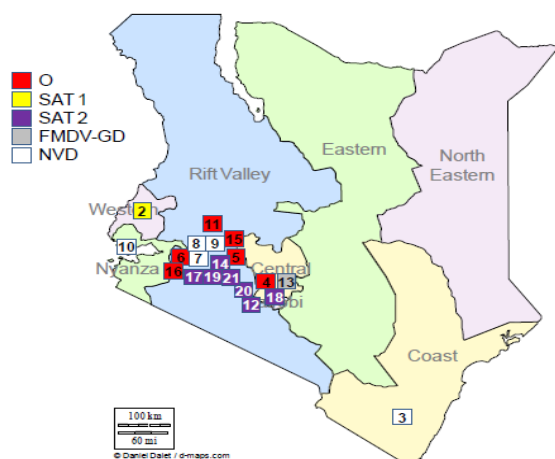 O
SAT 1
SAT 2
FMDV-GD
NVD
Eastern
North
Eastern
Rift Valley
2
11
15
8 9
10
6 7 5
Nyanza
14
Central
16
17 19 21
4 13
20
18
12
Coast
3
100 km
60 mi
© Daniel Dalet / d-maps.com